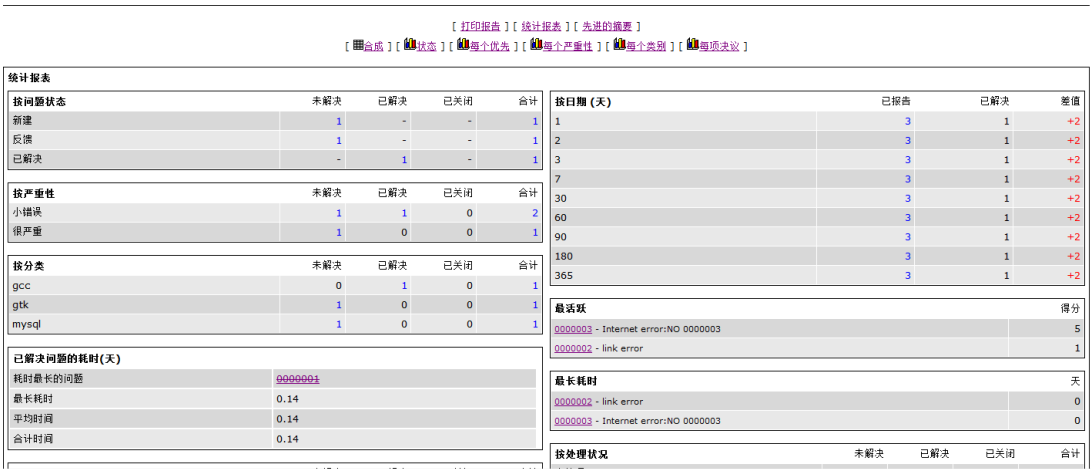 [ 打印报告 ] [ 统计报表 ] [ 先进的摘要 ]
[ 合成 ] [ 状态 ] [ 每个优先 ] [ 每个严重性 ] [ 每个类别 ] [ 每项决议 ]
统计报表
按问题状态 未解决 已解决 已关闭 合计
新建 1 - - 1
反馈 1 - - 1
已解决 - 1 - 1
按严重性 未解决 已解决 已关闭 合计
小错误 1 1 0 2
很严重 1 0 0 1
按分类 未解决 已解决 已关闭 合计
gcc 0 1 0 1
gtk 1 0 0 1
mysql 1 0 0 1
已解决问题的耗时(天)
耗时最长的问题 0000001
最长耗时 0.14
平均时间 0.14
合计时间 0.14
按日期 (天) 已报告 已解决 差值
1 3 1 +2
2 3 1 +2
3 3 1 +2
7 3 1 +2
30 3 1 +2
60 3 1 +2
90 3 1 +2
180 3 1 +2
365 3 1 +2
最活跃 得分
0000003 - Internet error:NO 0000003 5
0000002 - link error 1
最长耗时 天
0000002 - link error 0
0000003 - Internet error:NO 0000003 0
按处理状况 未解决 已解决 已关闭 合计